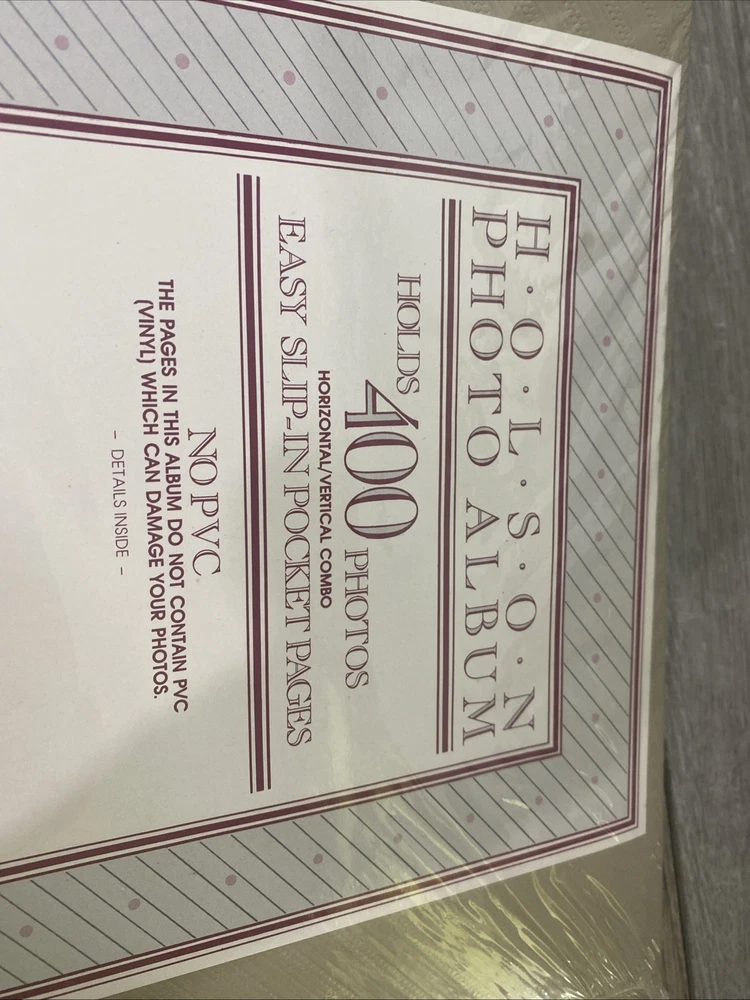 H·O·L·S·O·N
PHOTO ALBUM
HOLDS 400 PHOTOS
HORIZONTAL/VERTICAL COMBO
EASY SLIP-IN POCKET PAGES
NO PVC
THE PAGES IN THIS ALBUM DO NOT CONTAIN PVC
(VINYL) WHICH CAN DAMAGE YOUR PHOTOS.
– DETAILS INSIDE –